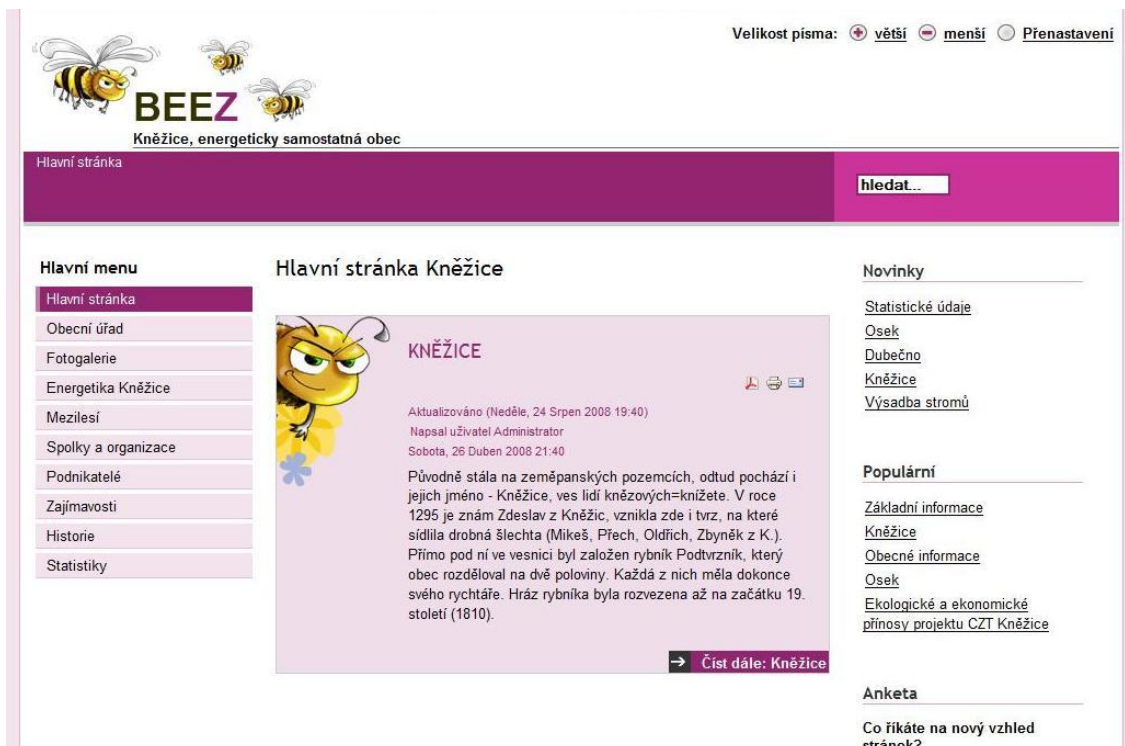 Velikost písma: větší menší Přenastavení
BEEZ
Kněžice, energeticky samostatná obec
Hlavní stránka
hledat...
Hlavní menu
Hlavní stránka
Obecní úřad
Fotogalerie
Energetika Kněžice
Mezilesí
Spolky a organizace
Podnikatelé
Zajímavosti
Historie
Statistiky
Hlavní stránka Kněžice
KNĚŽICE
Aktualizováno (Neděle, 24 Srpen 2008 19:40)
Napsal uživatel Administrator
Sobota, 26 Duben 2008 21:40
Původně stála na zeměpanských pozemcích, odtud pochází i
jejich jméno - Kněžice, ves lidí knězových=knížete. V roce
1295 je znám Zdeslav z Kněžic, vznikla zde i tvrz, na které
sídlila drobná šlechta (Mikeš, Přech, Oldřich, Zbyněk z K.).
Přímo pod ní ve vesnici byl založen rybník Podtvrzník, který
obec rozděloval na dvě poloviny. Každá z nich měla dokonce
svého rychtáře. Hráz rybníka byla rozvezena až na začátku 19.
století (1810).
Číst dále: Kněžice
Novinky
Statistické údaje
Osek
Dubečno
Kněžice
Výsadba stromů
Populární
Základní informace
Kněžice
Obecné informace
Osek
Ekologické a ekonomické
přínosy projektu CZT Kněžice
Anketa
Co říkáte na nový vzhled
stránek?